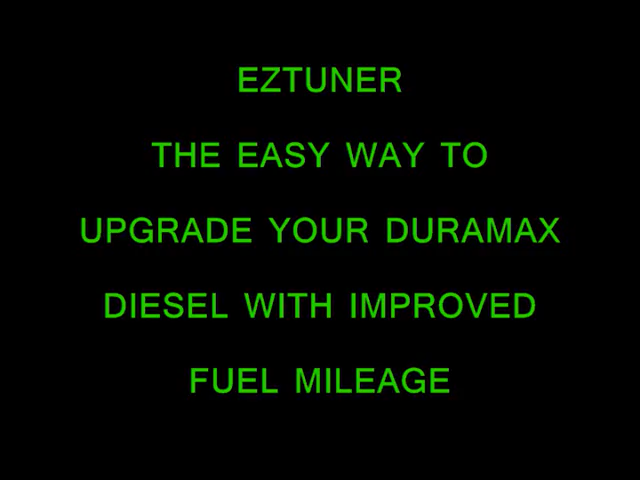 EZTUNER
THE EASY WAY TO
UPGRADE YOUR DURAMAX
DIESEL WITH IMPROVED
FUEL MILEAGE